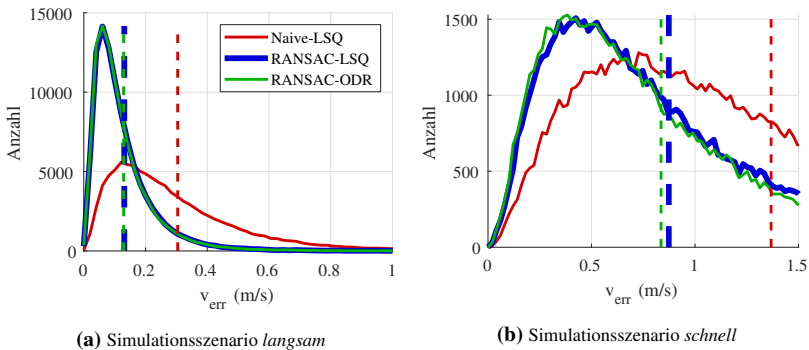 Anzahl
15000
10000
5000
0
0
0.2
0.4
0.6
0.8
1
v_err (m/s)
Naive-LSQ
RANSAC-LSQ
RANSAC-ODR
(a) Simulationsszenario langsam
Anzahl
1500
1000
500
0
0
0.5
1
1.5
v_err (m/s)
(b) Simulationsszenario schnell